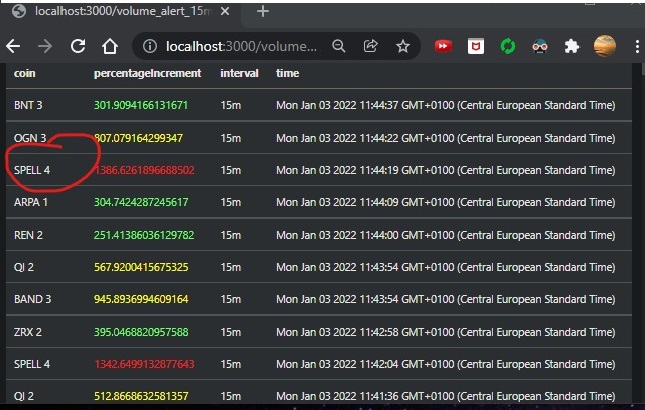 localhost:3000/volume_alert_15m
localhost:3000/volume...
coin percentageIncrement interval time
BNT 3 301.9094166131671 15m Mon Jan 03 2022 11:44:37 GMT+0100 (Central European Standard Time)
OGN 3 807.079164299347 15m Mon Jan 03 2022 11:44:22 GMT+0100 (Central European Standard Time)
SPELL 4 1386.6261896688502 15m Mon Jan 03 2022 11:44:19 GMT+0100 (Central European Standard Time)
ARPA 1 304.7424287245617 15m Mon Jan 03 2022 11:44:09 GMT+0100 (Central European Standard Time)
REN 2 251.41386036129782 15m Mon Jan 03 2022 11:44:00 GMT+0100 (Central European Standard Time)
QI 2 567.9200415675325 15m Mon Jan 03 2022 11:43:54 GMT+0100 (Central European Standard Time)
BAND 3 945.8936994609164 15m Mon Jan 03 2022 11:43:54 GMT+0100 (Central European Standard Time)
ZRX 2 395.0468820957588 15m Mon Jan 03 2022 11:42:58 GMT+0100 (Central European Standard Time)
SPELL 4 1342.6499132877643 15m Mon Jan 03 2022 11:42:04 GMT+0100 (Central European Standard Time)
QI 2 512.8668632581357 15m Mon Jan 03 2022 11:41:36 GMT+0100 (Central European Standard Time)